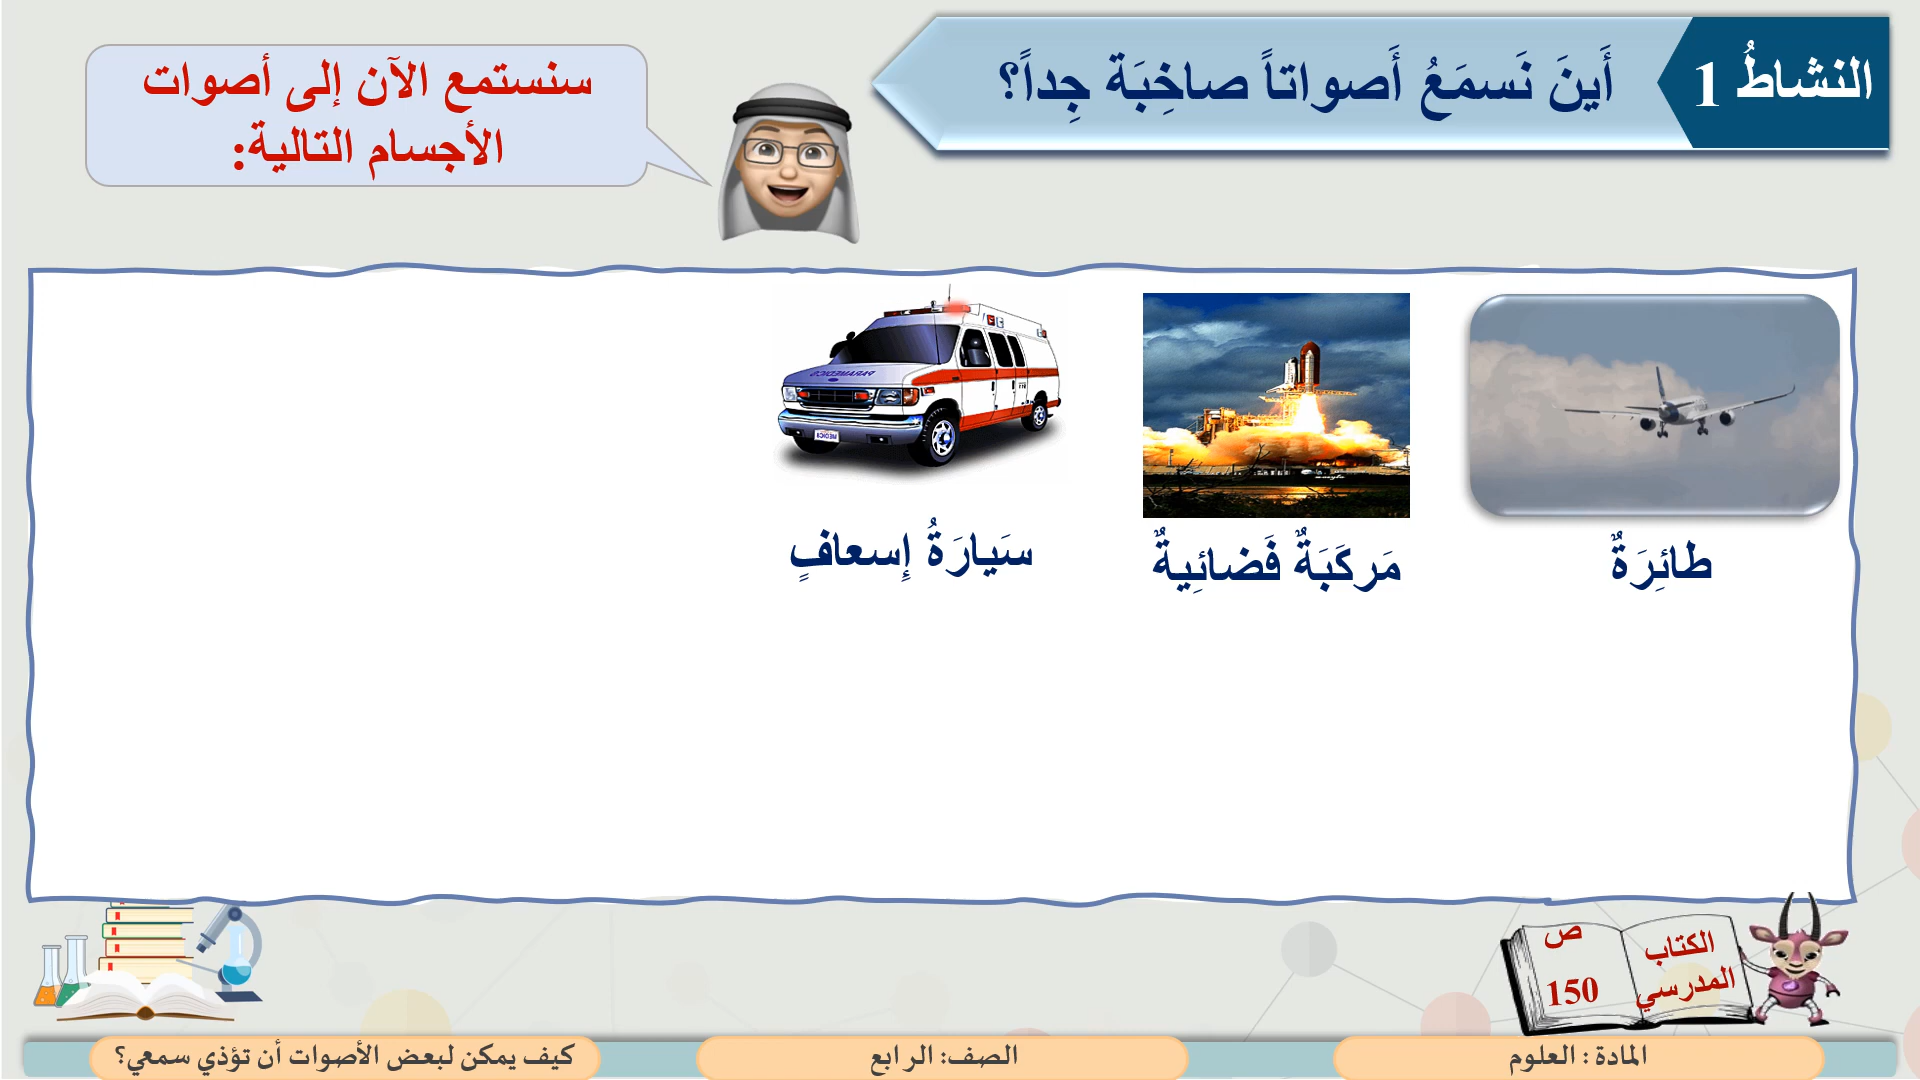 النشاطُ 1
أَينَ نَسمَعُ أَصواتاً صاخِبَة جِداً؟
سنستمع الآن إلى أصوات
الأجسام التالية:
طائِرَةٌ
مَركَبَةٌ فَضائِيةٌ
سَيارَةُ إِسعافٍ
الكتاب
المدرسي
ص
150
المادة : العلوم
الصف: الرابع
كيف يمكن لبعض الأصوات أن تؤذي سمعي؟